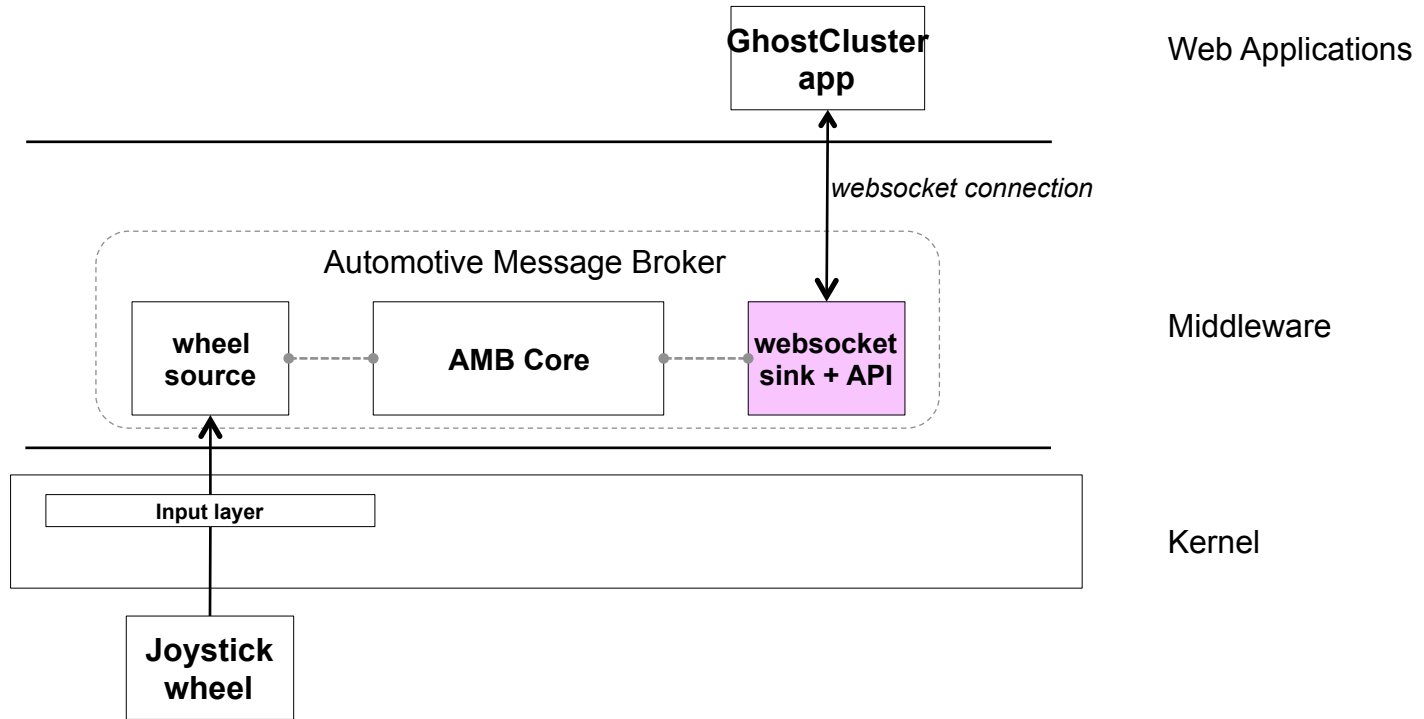 GhostCluster
app
Web Applications
websocket connection
Automotive Message Broker
wheel
source
AMB Core
websocket
sink + API
Middleware
Input layer
Kernel
Joystick
wheel